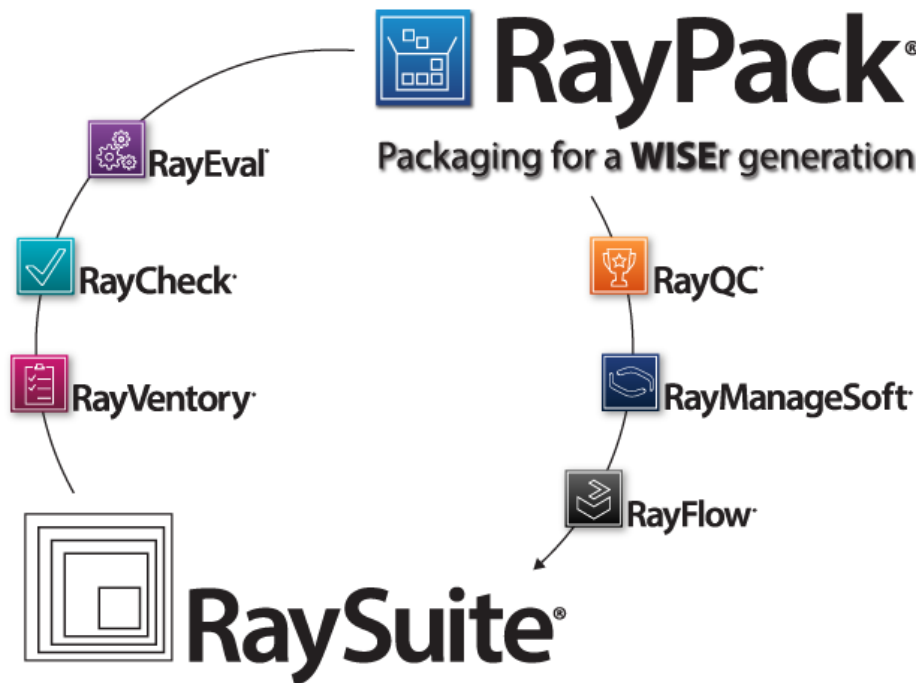 RayPack®
Packaging for a WISEr generation
RayEval
RayCheck
RayQC
RayVentory
RayManageSoft
RayFlow
RaySuite®